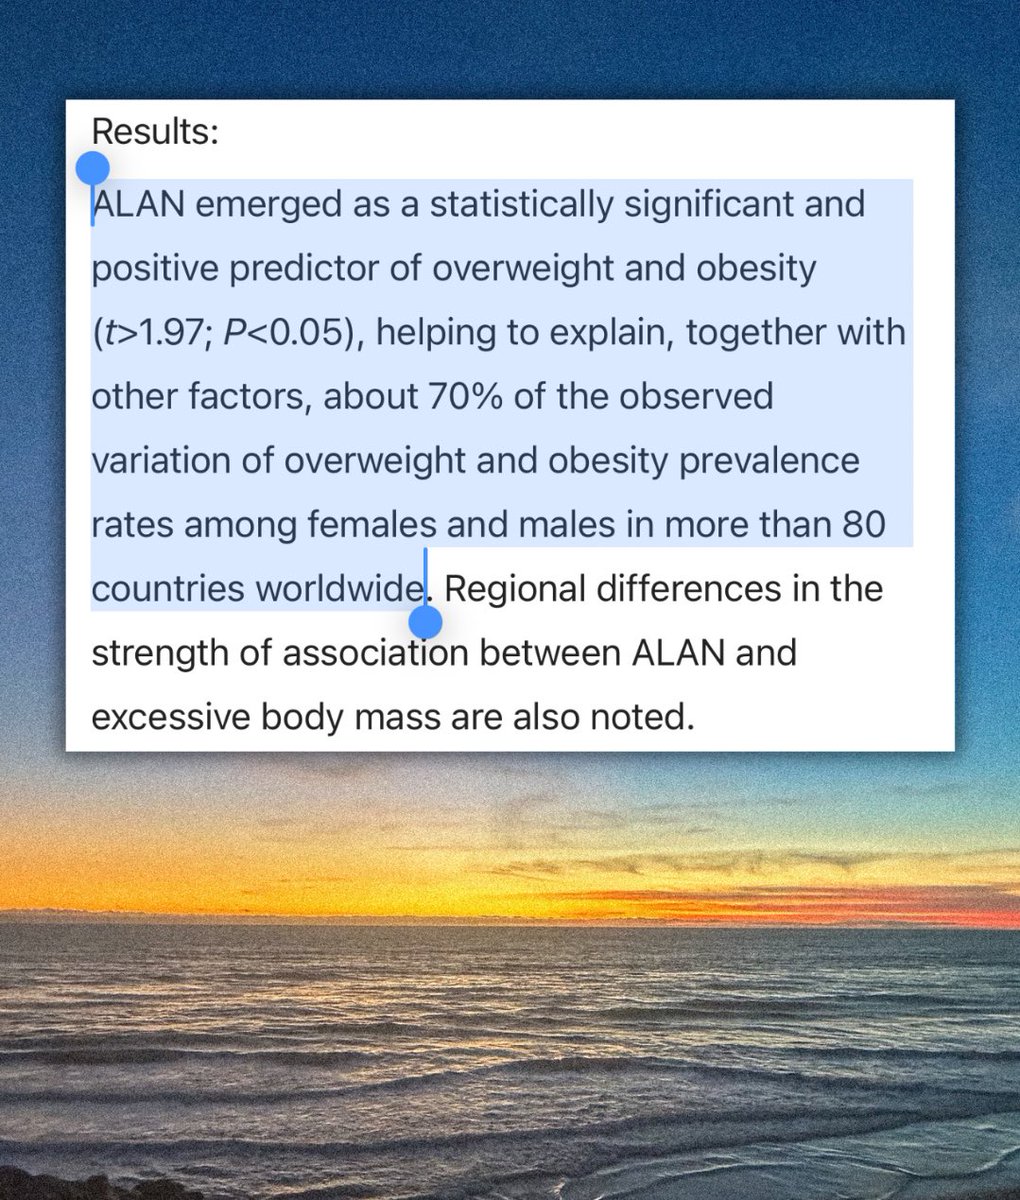 Results:
ALAN emerged as a statistically significant and
positive predictor of overweight and obesity
(t>1.97; P<0.05), helping to explain, together with
other factors, about 70% of the observed
variation of overweight and obesity prevalence
rates among females and males in more than 80
countries worldwide. Regional differences in the
strength of association between ALAN and
excessive body mass are also noted.